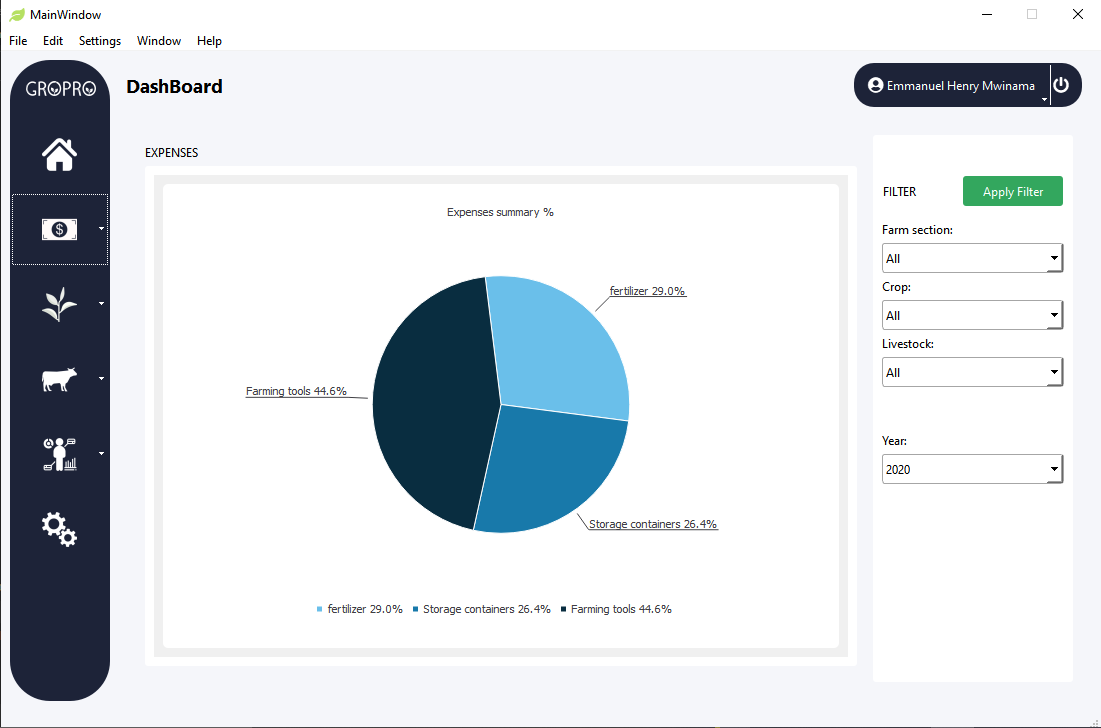 MainWindow
File Edit Settings Window Help
GROPRO
DashBoard
Emmanuel Henry Mwinama
EXPENSES
Expenses summary %
fertilizer 29.0%
Farming tools 44.6%
Storage containers 26.4%
fertilizer 29.0% Storage containers 26.4% Farming tools 44.6%
FILTER
Apply Filter
Farm section:
All
Crop:
All
Livestock:
All
Year:
2020